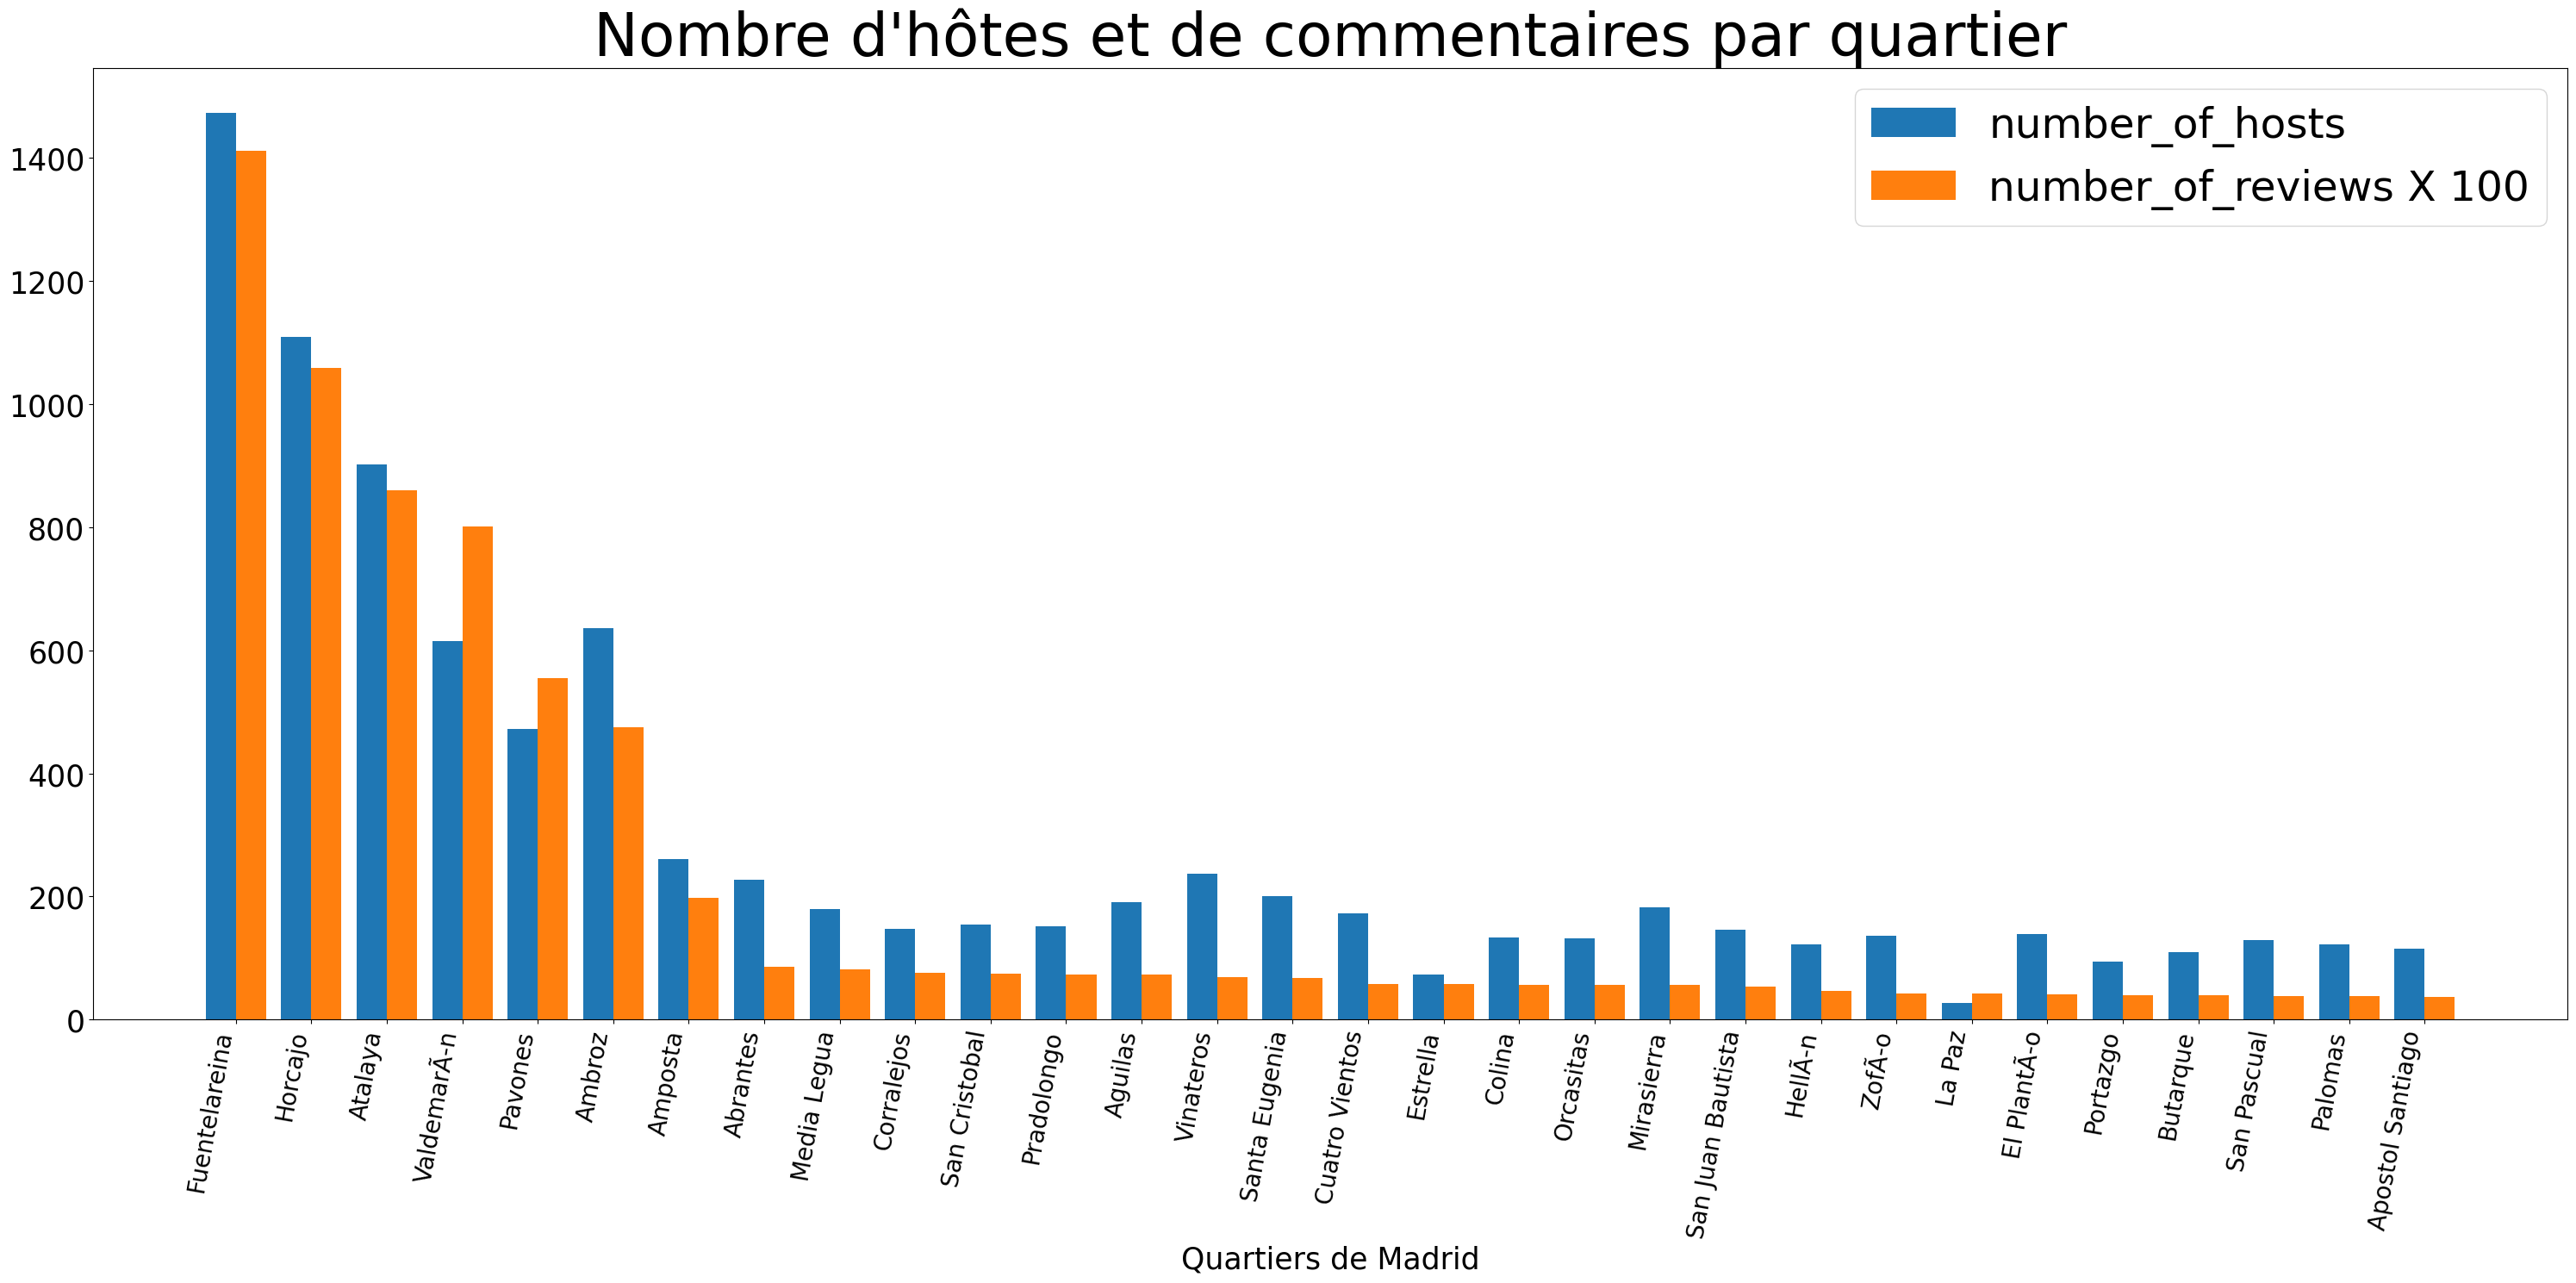 Nombre d'hôtes et de commentaires par quartier
number_of_hosts
number_of_reviews X 100
1400
1200
1000
800
600
400
200
0
Fuentelareina
Horcajo
Atalaya
ValdemarÃ-n
Pavones
Ambroz
Amposta
Abrantes
Media Legua
Corralejos
San Cristobal
Pradolongo
Aguilas
Vinateros
Santa Eugenia
Cuatro Vientos
Estrella
Colina
Orcasitas
Mirasierra
San Juan Bautista
HellÃ-n
ZofÃ-o
La Paz
El PlantÃ-o
Portazgo
Butarque
San Pascual
Palomas
Apostol Santiago
Quartiers de Madrid